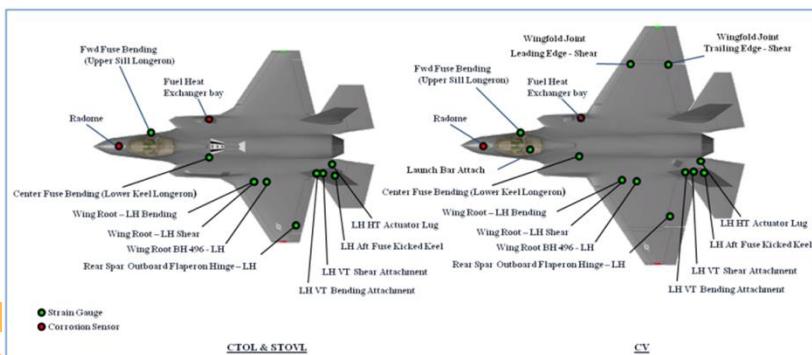 Fwd Fuse Bending
(Upper Sill Longeron)
Fuel Heat
Exchanger bay
Radome
Center Fuse Bending (Lower Keel Longeron)
Wing Root – LH Bending
Wing Root – LH Shear
Wing Root BH 496 - LH
Rear Spar Outboard Flaperon Hinge – LH
LH HT Actuator Lug
LH Aft Fuse Kicked Keel
LH VT Shear Attachment
LH VT Bending Attachment
Strain Gauge
Corrosion Sensor
CTOL & STOVL
Wingfold Joint
Leading Edge - Shear
Wingfold Joint
Trailing Edge - Shear
Fwd Fuse Bending
(Upper Sill Longeron)
Fuel Heat
Exchanger bay
Radome
Launch Bar Attach
Center Fuse Bending (Lower Keel Longeron)
Wing Root – LH Bending
Wing Root – LH Shear
Wing Root BH 496 - LH
Rear Spar Outboard Flaperon Hinge – LH
LH HT Actuator Lug
LH Aft Fuse Kicked Keel
LH VT Shear Attachment
LH VT Bending Attachment
CV